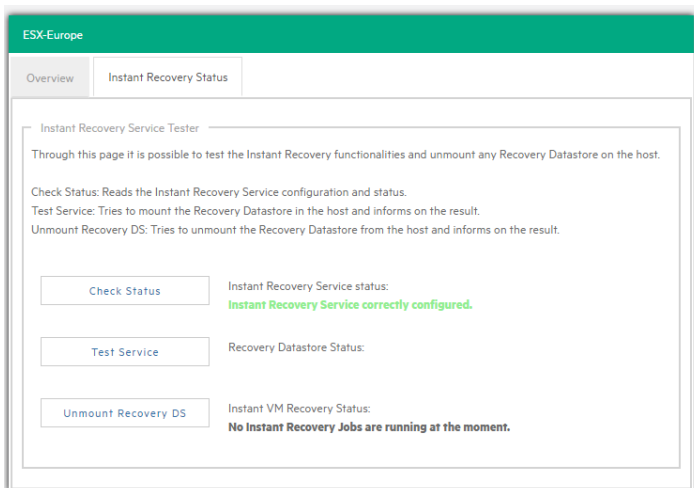 ESX-Europe
Overview
Instant Recovery Status
Instant Recovery Service Tester
Through this page it is possible to test the Instant Recovery functionalities and unmount any Recovery Datastore on the host.
Check Status: Reads the Instant Recovery Service configuration and status.
Test Service: Tries to mount the Recovery Datastore in the host and informs on the result.
Unmount Recovery DS: Tries to unmount the Recovery Datastore from the host and informs on the result.
Check Status
Instant Recovery Service status:
Instant Recovery Service correctly configured.
Test Service
Recovery Datastore Status:
Unmount Recovery DS
Instant VM Recovery Status:
No Instant Recovery Jobs are running at the moment.